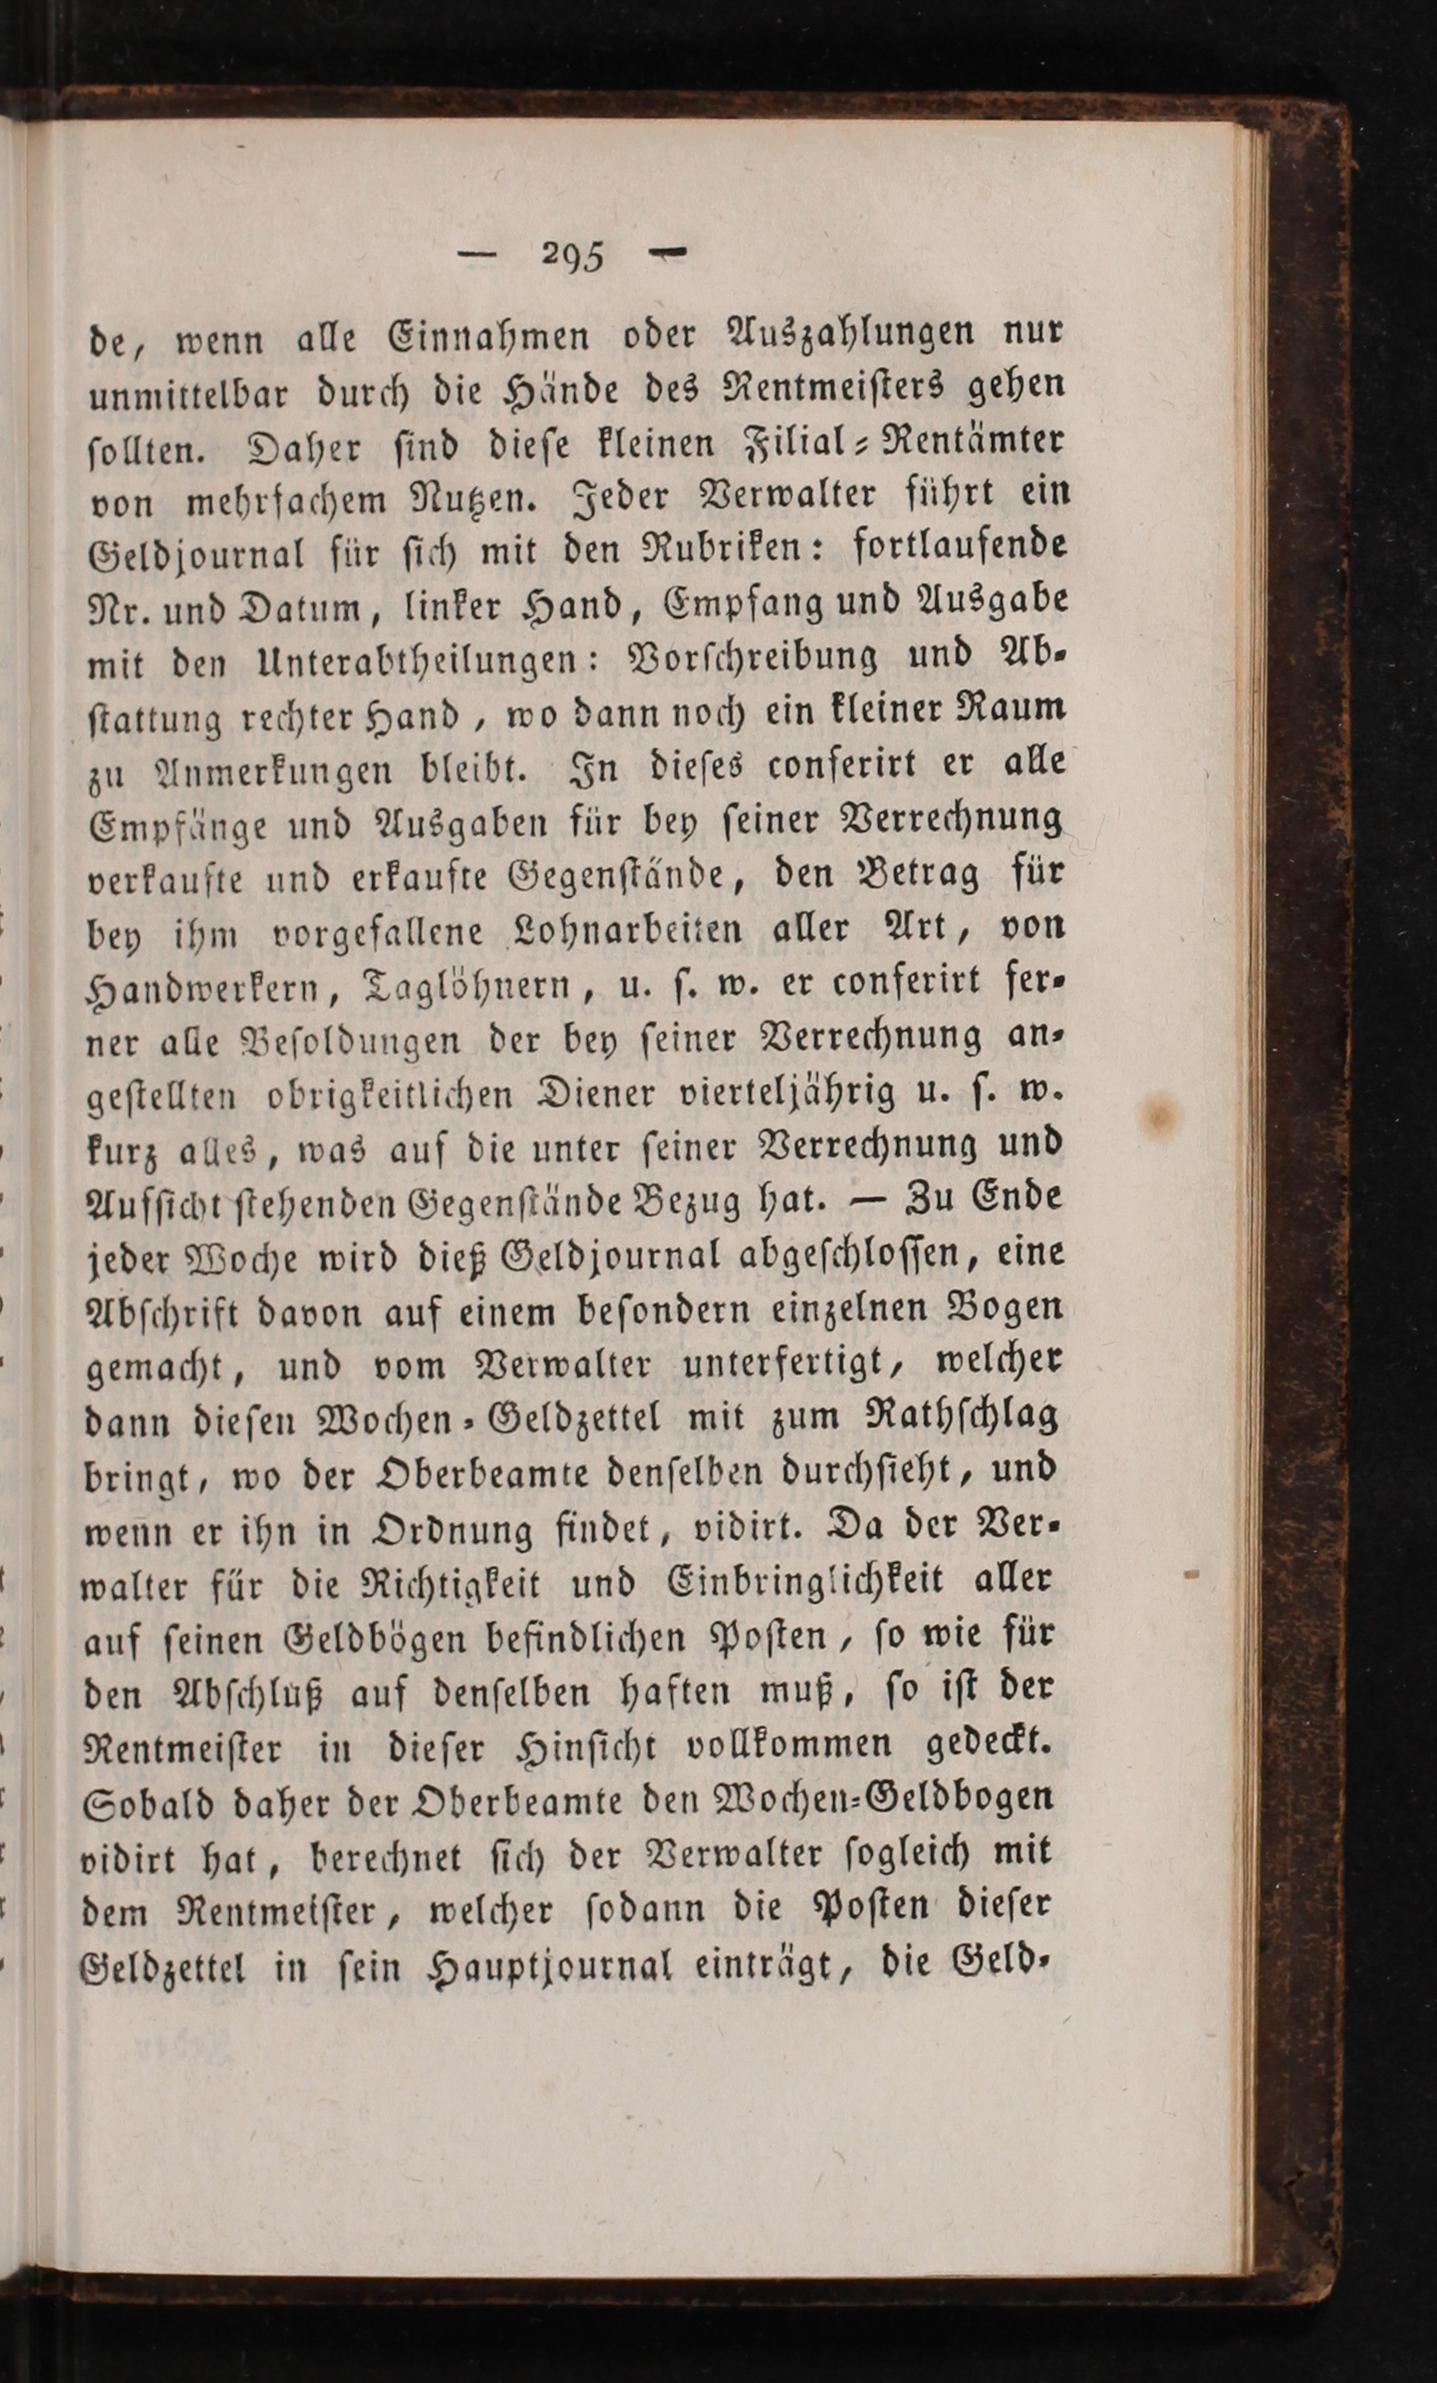 — 295 —
de, wenn alle Einnahmen oder Auszahlungen nur
unmittelbar durch die Hände des Rentmeiſters gehen
ſollten. Daher ſind dieſe kleinen Filial⸗Rentämter
von mehrfachem Nutzen. Jeder Verwalter führt ein
Geldjournal für ſich mit den Rubriken: fortlaufende
Nr. und Datum, linker Hand, Empfang und Ausgabe
mit den Unterabtheilungen: Vorſchreibung und Ab⸗
ſtattung rechter Hand, wo dann noch ein kleiner Raum
zu Anmerkungen bleibt. In dieſes conferirt er alle
Empfänge und Ausgaben für bey ſeiner Verrechnung
verkaufte und erkaufte Gegenſtände, den Betrag für
bey ihm vorgefallene Lohnarbeiten aller Art, von
Handwerkern, Taglöhnern, u. ſ. w. er conferirt fer⸗
ner alle Beſoldungen der bey ſeiner Verrechnung an⸗
geſtellten obrigkeitlichen Diener vierteljährig u. ſ. w.
kurz alles, was auf die unter ſeiner Verrechnung und
Aufſicht ſtehenden Gegenſtände Bezug hat. — Zu Ende
jeder Woche wird dieß Geldjournal abgeſchloſſen, eine
Abſchrift davon auf einem beſondern einzelnen Bogen
gemacht, und vom Verwalter unterfertigt, welcher
dann dieſen Wochen⸗Geldzettel mit zum Rathſchlag
bringt, wo der Oberbeamte denſelben durchſieht, und
wenn er ihn in Ordnung findet, vidirt. Da der Ver⸗
walter für die Richtigkeit und Einbringlichkeit aller
auf ſeinen Geldbögen befindlichen Poſten, ſo wie für
den Abſchluß auf denſelben haften muß, ſo iſt der
Rentmeiſter in dieſer Hinſicht vollkommen gedeckt.
Sobald daher der Oberbeamte den Wochen⸗Geldbogen
vidirt hat, berechnet ſich der Verwalter ſogleich mit
dem Rentmeiſter, welcher ſodann die Poſten dieſer
Geldzettel in ſein Hauptjournal einträgt, die Geld⸗